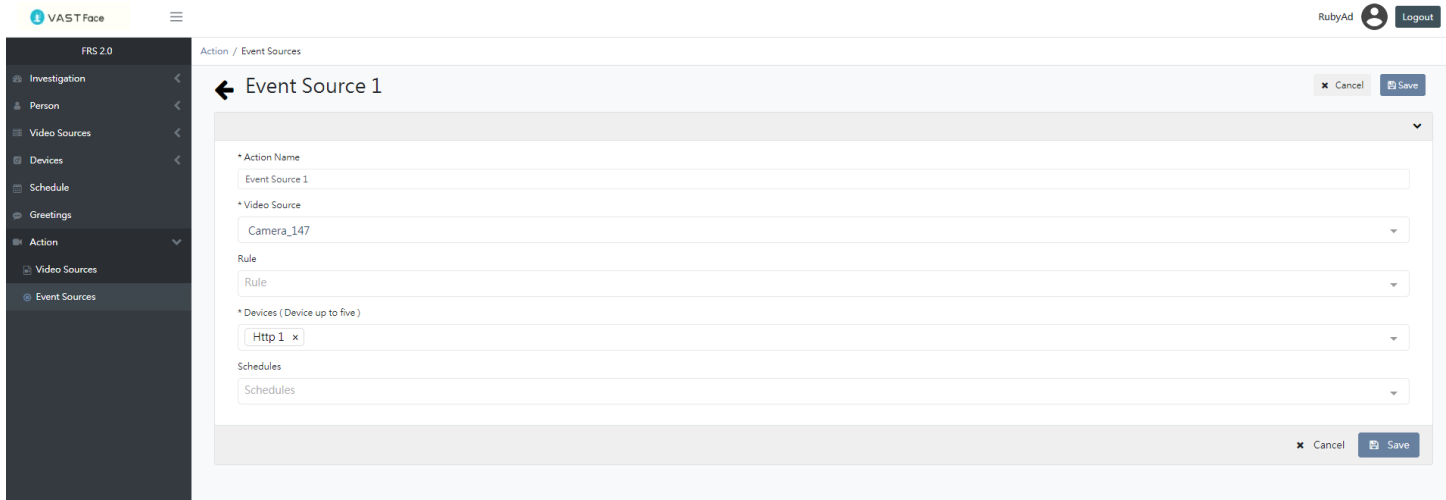 VAST Face
RubyAd
Logout
FRS 2.0
Action / Event Sources
Investigation
Person
Video Sources
Devices
Schedule
Greetings
Action
Video Sources
Event Sources
Event Source 1
Cancel
Save
* Action Name
Event Source 1
* Video Source
Camera_147
Rule
Rule
* Devices ( Device up to five )
Http 1 ×
Schedules
Schedules
Cancel
Save